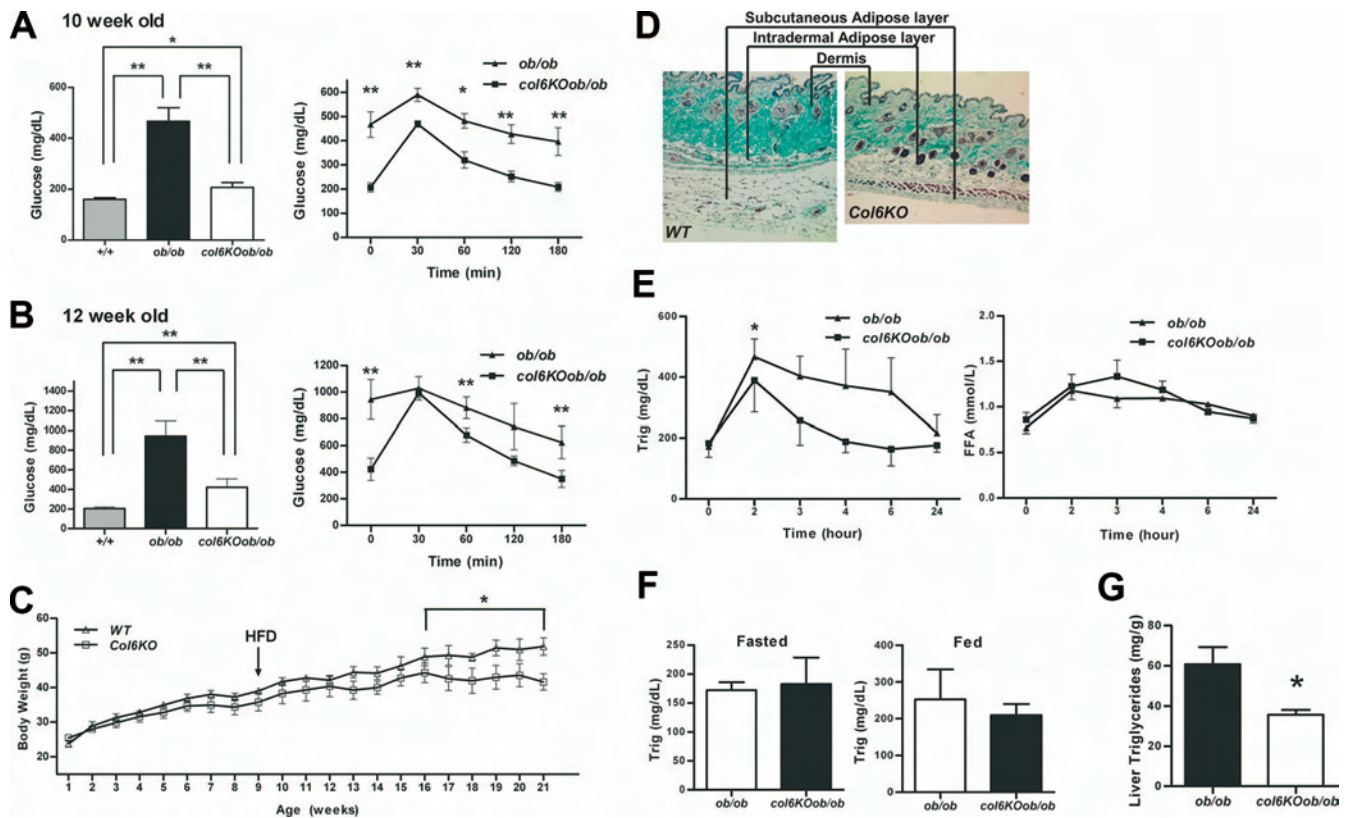 A
10 week old
*
**
**
Glucose (mg/dL)
600
400
200
0
+/+
ob/ob
col6KOob/ob
ob/ob
col6KOob/ob
**
**
*
**
**
Glucose (mg/dL)
600
500
400
300
200
100
0
0
30
60
120
180
Time (min)
B
12 week old
**
**
**
Glucose (mg/dL)
1400
1200
1000
800
600
400
200
0
+/+
ob/ob
col6KOob/ob
ob/ob
col6KOob/ob
**
**
**
Glucose (mg/dL)
1200
1000
800
600
400
200
0
0
30
60
120
180
Time (min)
C
WT
Col6KO
HFD
*
Body Weight (g)
60
50
40
30
20
1 2 3 4 5 6 7 8 9 10 11 12 13 14 15 16 17 18 19 20 21
Age (weeks)
D
Subcutaneous Adipose layer
Intradermal Adipose layer
Dermis
WT
Col6KO
E
ob/ob
col6KOob/ob
*
Trig (mg/dL)
600
400
200
0
0
2
3
4
6
24
Time (hour)
ob/ob
col6KOob/ob
FFA (mmol/L)
2.0
1.5
1.0
0.5
0.0
0
2
3
4
6
24
Time (hour)
F
Fasted
Trig (mg/dL)
250
200
150
100
50
0
ob/ob
col6KOob/ob
Fed
Trig (mg/dL)
400
300
200
100
0
ob/ob
col6KOob/ob
G
*
Liver Triglycerides (mg/g)
80
60
40
20
0
ob/ob
col6KOob/ob